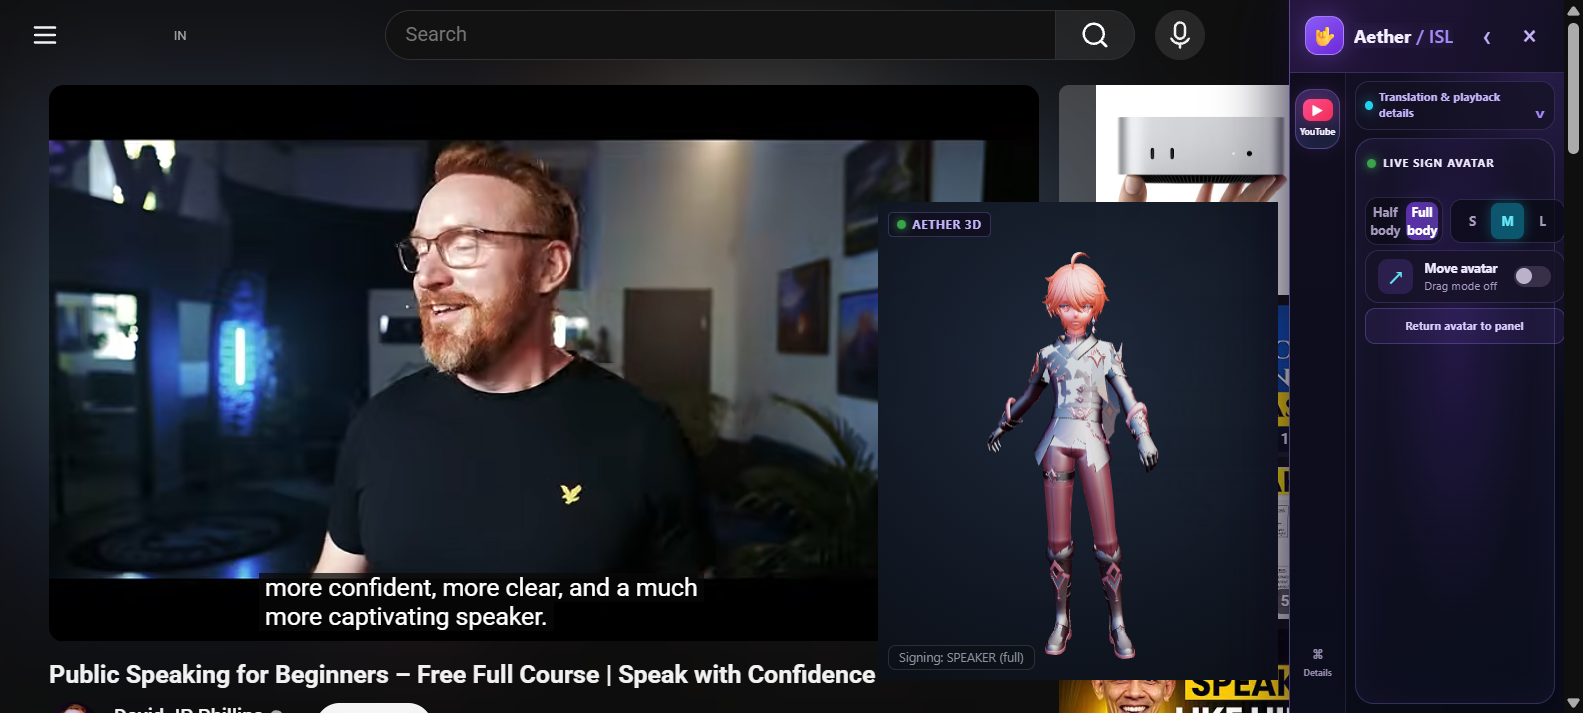 IN
Search
more confident, more clear, and a much
more captivating speaker.
Public Speaking for Beginners – Free Full Course | Speak with Confidence
AETHER 3D
Signing: SPEAKER (full)
SPEAK
Aether / ISL
YouTube
Translation & playback
details
LIVE SIGN AVATAR
Half
body
Full
body
S
M
L
Move avatar
Drag mode off
Return avatar to panel
Details